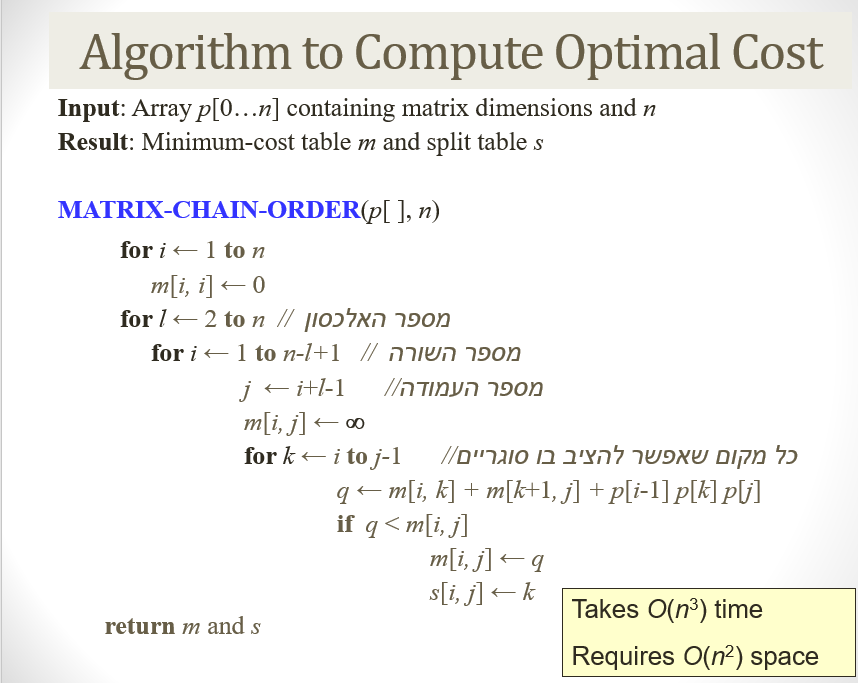 Algorithm to Compute Optimal Cost
Input: Array p[0…n] containing matrix dimensions and n
Result: Minimum-cost table m and split table s
MATRIX-CHAIN-ORDER(p[ ], n)
for i ← 1 to n
m[i, i] ← 0
for l ← 2 to n // מספר האלכסון
for i ← 1 to n-l+1 // מספר השורה
j ← i+l-1 //מספר העמודה
m[i, j] ← ∞
for k ← i to j-1 //כל מקום שאפשר להציב בו סוגריים
q ← m[i, k] + m[k+1, j] + p[i-1] p[k] p[j]
if q < m[i, j]
m[i, j] ← q
s[i, j] ← k
return m and s
Takes O(n³) time
Requires O(n²) space